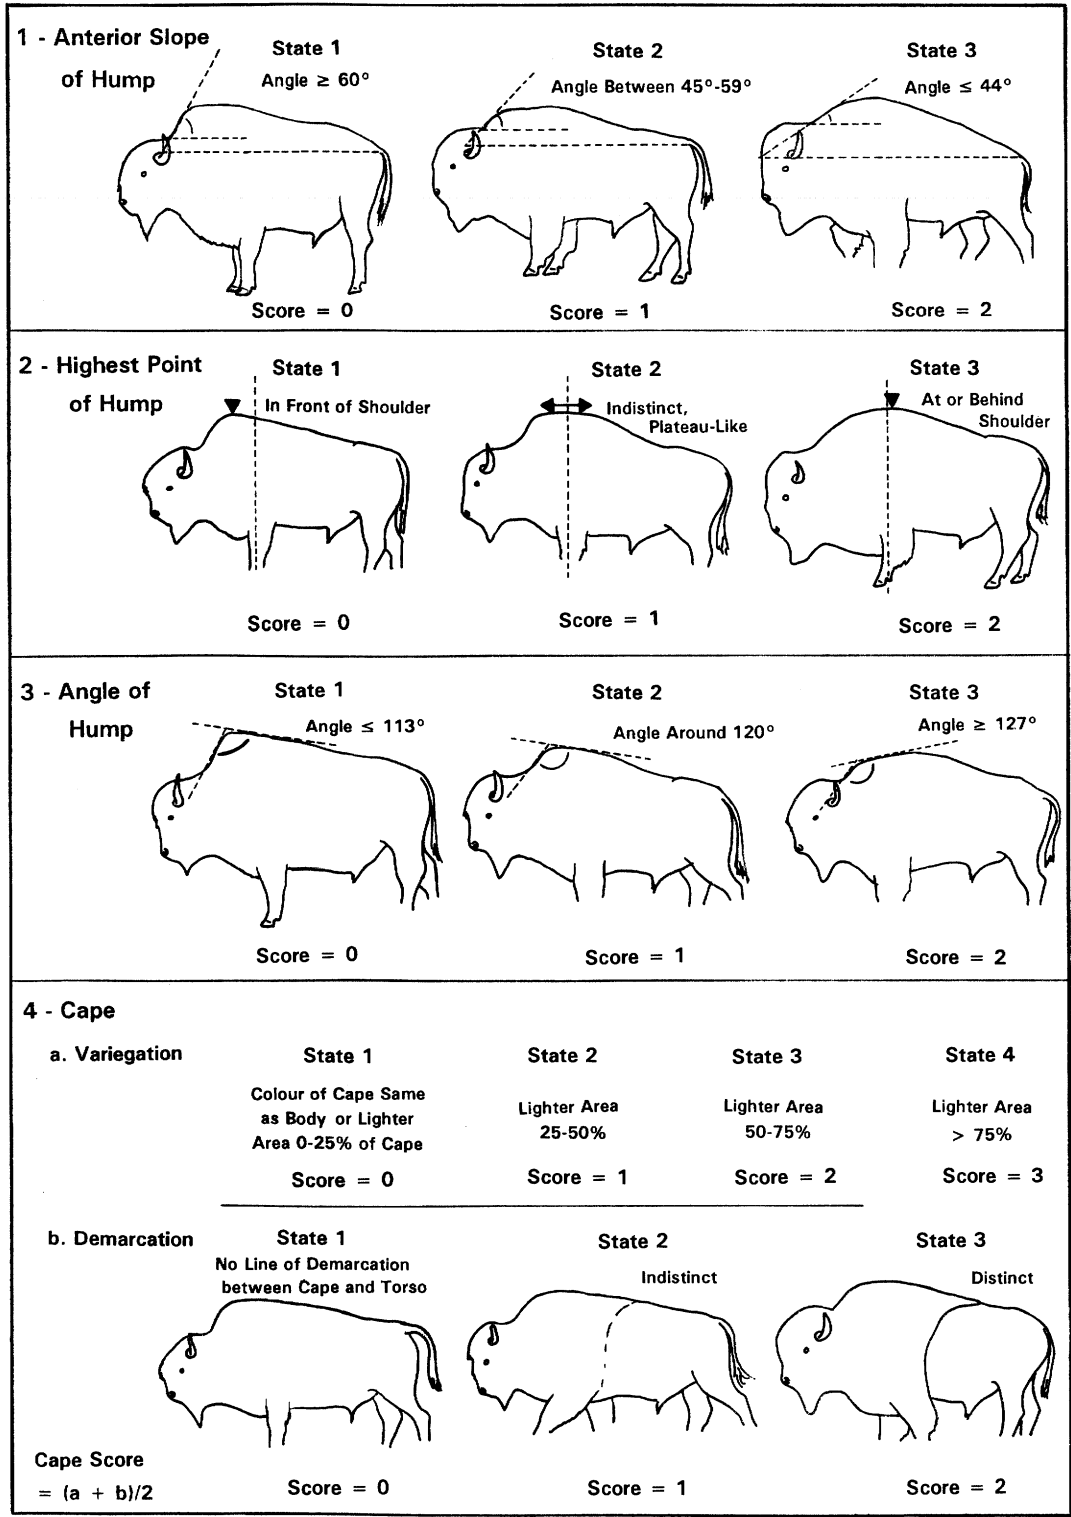 1 - Anterior Slope
of Hump
State 1
Angle ≥ 60°
State 2
Angle Between 45°-59°
State 3
Angle ≤ 44°
Score = 0
Score = 1
Score = 2
2 - Highest Point
of Hump
State 1
In Front of Shoulder
State 2
Indistinct,
Plateau-Like
State 3
At or Behind
Shoulder
Score = 0
Score = 1
Score = 2
3 - Angle of
Hump
State 1
Angle ≤ 113°
State 2
Angle Around 120°
State 3
Angle ≥ 127°
Score = 0
Score = 1
Score = 2
4 - Cape
a. Variegation
State 1
Colour of Cape Same
as Body or Lighter
Area 0-25% of Cape
Score = 0
State 2
Lighter Area
25-50%
Score = 1
State 3
Lighter Area
50-75%
Score = 2
State 4
Lighter Area
> 75%
Score = 3
b. Demarcation
State 1
No Line of Demarcation
between Cape and Torso
State 2
Indistinct
State 3
Distinct
Cape Score
= (a + b)/2
Score = 0
Score = 1
Score = 2